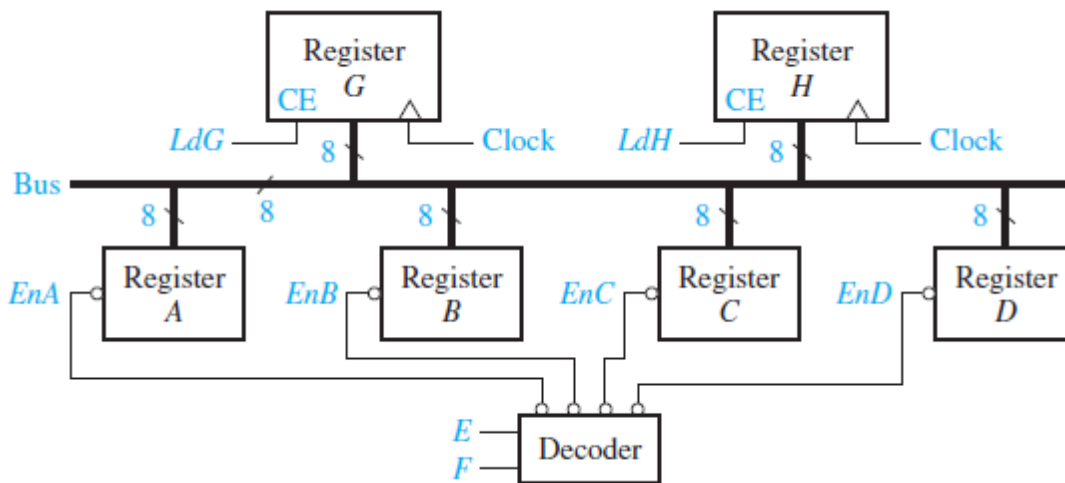 Register
G
CE
LdG
Clock
8
Register
H
CE
LdH
Clock
8
Bus
8
8
8
8
8
EnA
Register
A
EnB
Register
B
EnC
Register
C
EnD
Register
D
E
F
Decoder